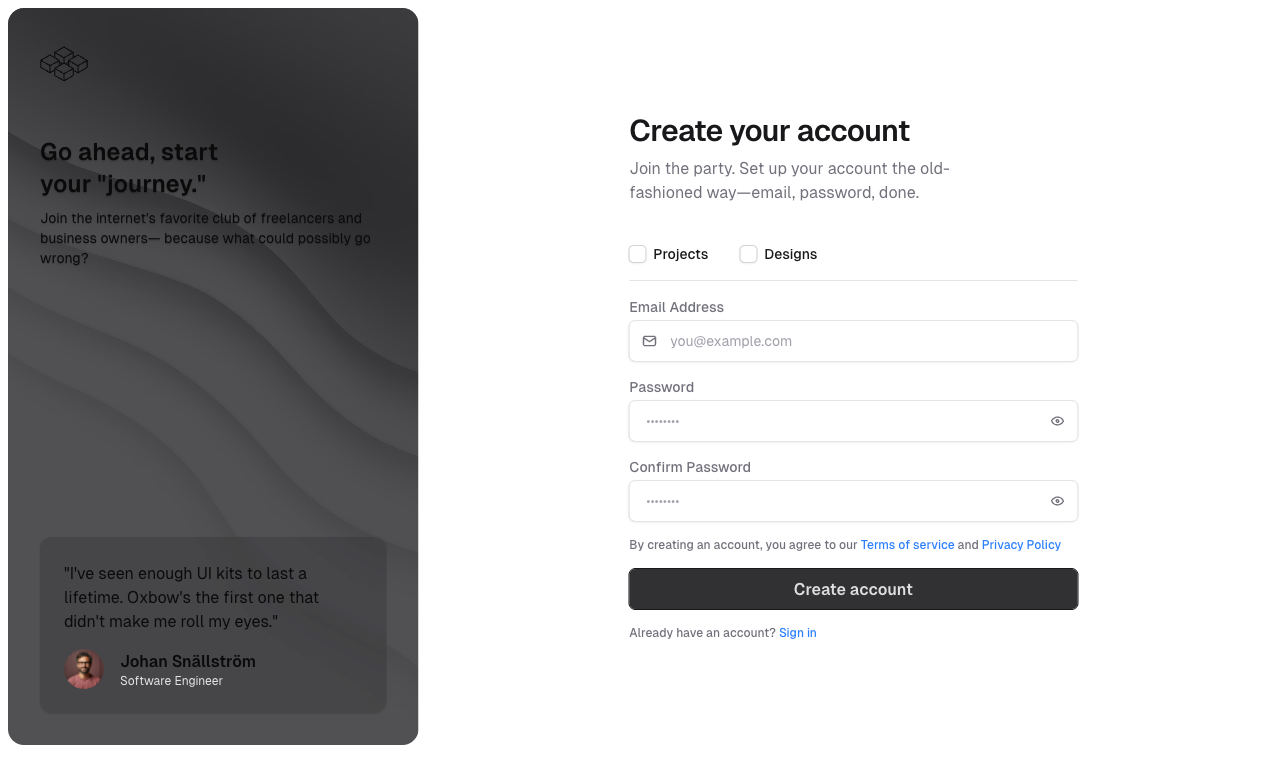 Go ahead, start
your "journey."
Join the internet's favorite club of freelancers and
business owners— because what could possibly go
wrong?
"I've seen enough UI kits to last a
lifetime. Oxbow's the first one that
didn't make me roll my eyes."
Johan Snällström
Software Engineer
Create your account
Join the party. Set up your account the old-
fashioned way—email, password, done.
Projects
Designs
Email Address
you@example.com
Password
••••••••
Confirm Password
••••••••
By creating an account, you agree to our Terms of service and Privacy Policy
Create account
Already have an account? Sign in